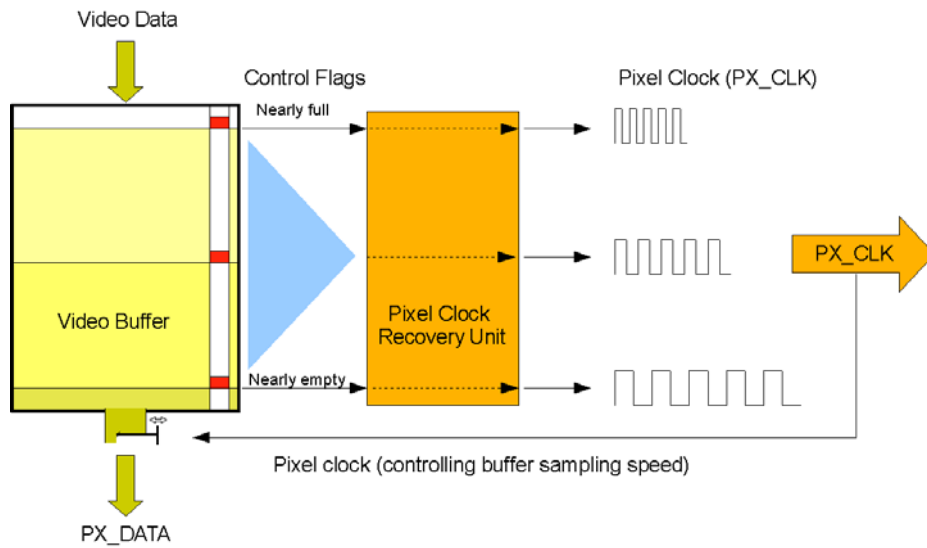 Video Data
Control Flags
Pixel Clock (PX_CLK)
Nearly full
PX_CLK
Video Buffer
Pixel Clock
Recovery Unit
Nearly empty
Pixel clock (controlling buffer sampling speed)
PX_DATA